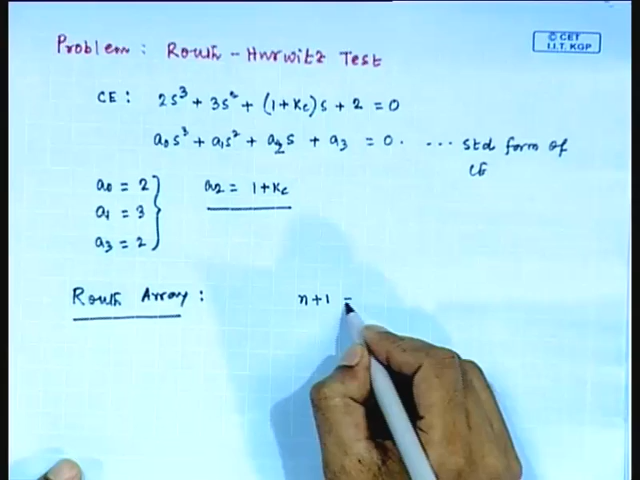 Problem: Routh - Hurwitz Test
© CET
I.I.T. KGP
CE: 2s³ + 3s² + (1+Kc)s + 2 = 0
a₀s³ + a₁s² + a₂s + a₃ = 0. ... Std form of
CE
a₀ = 2
a₁ = 3
a₃ = 2
a₂ = 1+Kc
Routh Array:
n+1 =